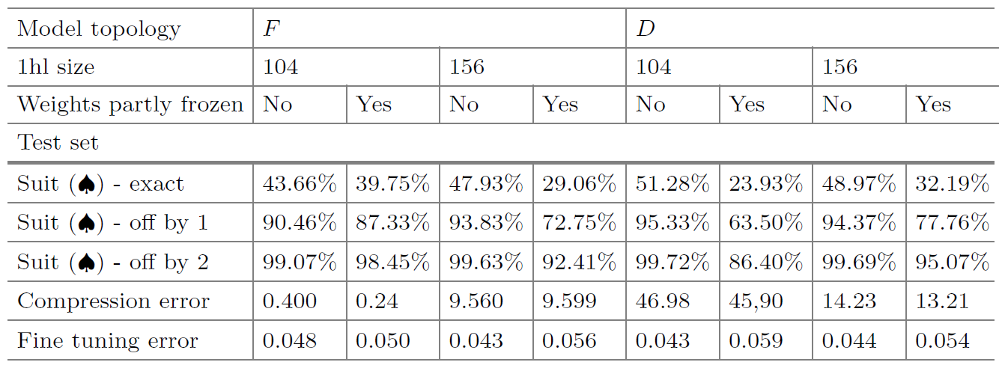 Model topology F D
1hl size 104 156 104 156
Weights partly frozen No Yes No Yes No Yes No Yes
Test set
Suit (♠) - exact 43.66% 39.75% 47.93% 29.06% 51.28% 23.93% 48.97% 32.19%
Suit (♠) - off by 1 90.46% 87.33% 93.83% 72.75% 95.33% 63.50% 94.37% 77.76%
Suit (♠) - off by 2 99.07% 98.45% 99.63% 92.41% 99.72% 86.40% 99.69% 95.07%
Compression error 0.400 0.24 9.560 9.599 46.98 45,90 14.23 13.21
Fine tuning error 0.048 0.050 0.043 0.056 0.043 0.059 0.044 0.054